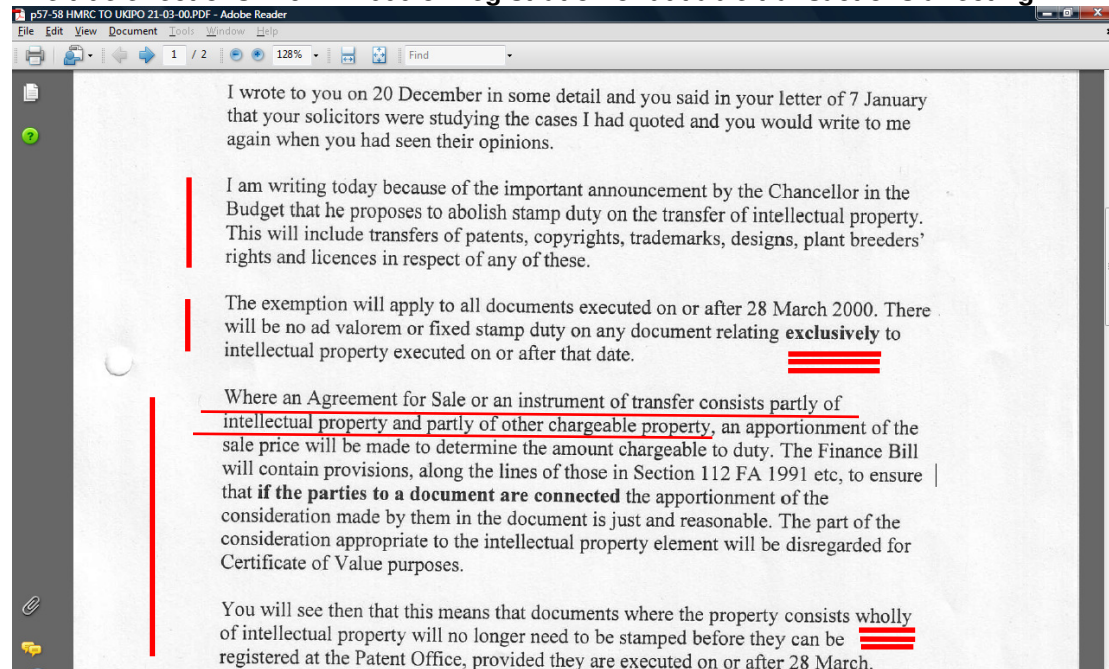 p57-58 HMRC TO UKIPO 21-03-00.PDF - Adobe Reader
File Edit View Document Tools Window Help
1 / 2 128% Find
I wrote to you on 20 December in some detail and you said in your letter of 7 January
that your solicitors were studying the cases I had quoted and you would write to me
again when you had seen their opinions.
I am writing today because of the important announcement by the Chancellor in the
Budget that he proposes to abolish stamp duty on the transfer of intellectual property.
This will include transfers of patents, copyrights, trademarks, designs, plant breeders'
rights and licences in respect of any of these.
The exemption will apply to all documents executed on or after 28 March 2000. There
will be no ad valorem or fixed stamp duty on any document relating exclusively to
intellectual property executed on or after that date.
Where an Agreement for Sale or an instrument of transfer consists partly of
intellectual property and partly of other chargeable property, an apportionment of the
sale price will be made to determine the amount chargeable to duty. The Finance Bill
will contain provisions, along the lines of those in Section 112 FA 1991 etc, to ensure
that if the parties to a document are connected the apportionment of the
consideration made by them in the document is just and reasonable. The part of the
consideration appropriate to the intellectual property element will be disregarded for
Certificate of Value purposes.
You will see then that this means that documents where the property consists wholly
of intellectual property will no longer need to be stamped before they can be
registered at the Patent Office, provided they are executed on or after 28 March.